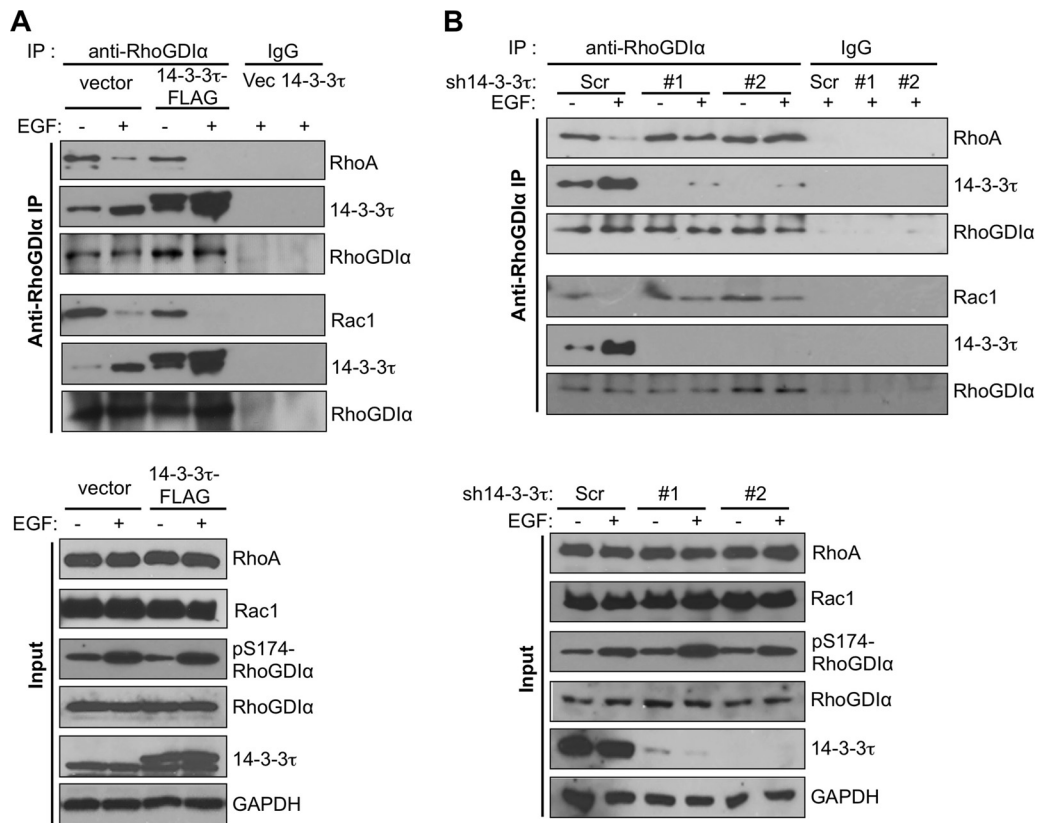 A
IP : anti-RhoGDIα IgG
vector 14-3-3τ-FLAG Vec 14-3-3τ
EGF: - + - + + +
Anti-RhoGDIα IP
RhoA
14-3-3τ
RhoGDIα
Rac1
14-3-3τ
RhoGDIα
vector 14-3-3τ-FLAG
EGF: - + - +
Input
RhoA
Rac1
pS174-
RhoGDIα
RhoGDIα
14-3-3τ
GAPDH
B
IP : anti-RhoGDIα IgG
sh14-3-3τ: Scr #1 #2 Scr #1 #2
EGF: - + - + - + + + +
Anti-RhoGDIα IP
RhoA
14-3-3τ
RhoGDIα
Rac1
14-3-3τ
RhoGDIα
sh14-3-3τ: Scr #1 #2
EGF: - + - + - +
Input
RhoA
Rac1
pS174-
RhoGDIα
RhoGDIα
14-3-3τ
GAPDH